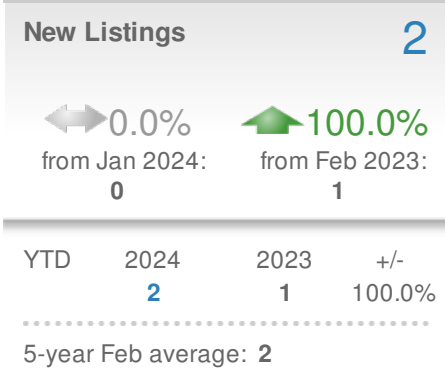 New Listings 2
0.0% 100.0%
from Jan 2024: from Feb 2023:
0 1
YTD 2024 2023 +/-
2 1 100.0%
5-year Feb average: 2